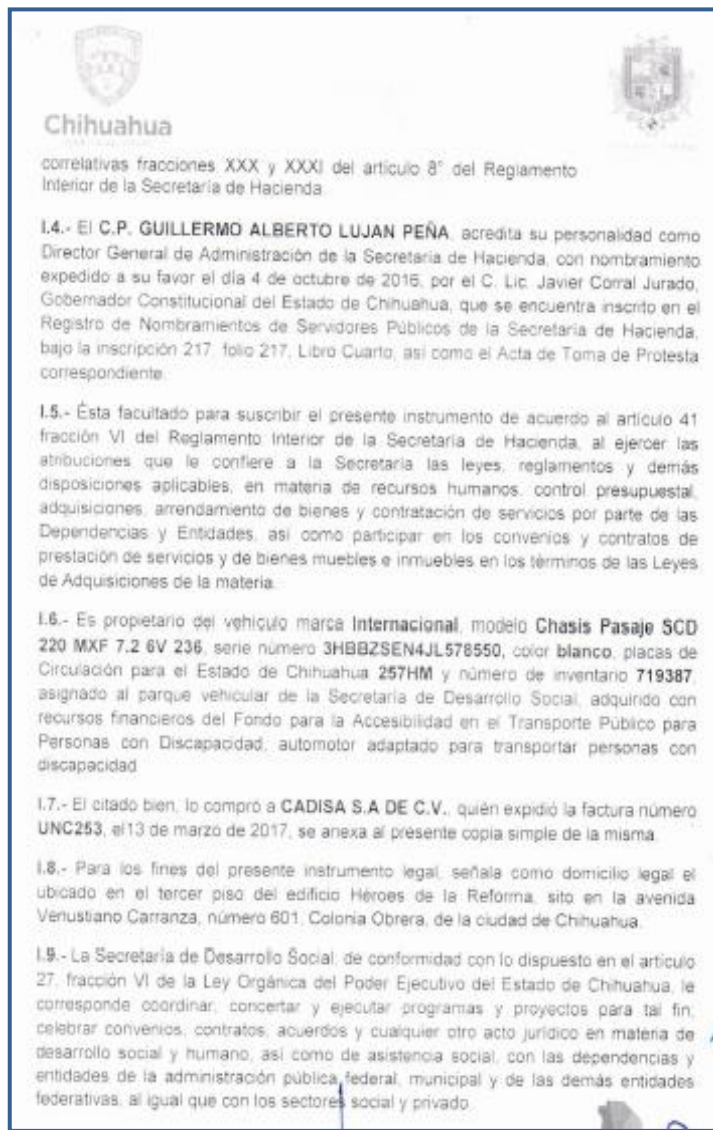 Chihuahua
correlativas fracciones XXX y XXXI del articulo 8° del Reglamento
Interior de la Secretaría de Hacienda
I.4.- El C.P. GUILLERMO ALBERTO LUJAN PEÑA, acredita su personalidad como
Director General de Administración de la Secretaría de Hacienda, con nombramiento
expedido a su favor el día 4 de octubre de 2016, por el C. Lic. Javier Corral Jurado,
Gobernador Constitucional del Estado de Chihuahua, que se encuentra inscrito en el
Registro de Nombramientos de Servidores Públicos de la Secretaría de Hacienda,
bajo la inscripción 217, folio 217, Libro Cuarto, así como el Acta de Toma de Protesta
correspondiente.
I.5.- Ésta facultado para suscribir el presente instrumento de acuerdo al artículo 41
fracción VI del Reglamento Interior de la Secretaría de Hacienda, al ejercer las
atribuciones que le confiere a la Secretaría las leyes, reglamentos y demás
disposiciones aplicables, en materia de recursos humanos, control presupuestal,
adquisiciones, arrendamiento de bienes y contratación de servicios por parte de las
Dependencias y Entidades, así como participar en los convenios y contratos de
prestación de servicios y de bienes muebles e inmuebles en los términos de las Leyes
de Adquisiciones de la materia.
I.6.- Es propietario del vehículo marca Internacional, modelo Chasis Pasaje SCD
220 MXF 7.2 6V 236, serie número 3HBBZSEN4JL578550, color blanco, placas de
Circulación para el Estado de Chihuahua 257HM y número de inventario 719387,
asignado al parque vehicular de la Secretaría de Desarrollo Social, adquirido con
recursos financieros del Fondo para la Accesibilidad en el Transporte Público para
Personas con Discapacidad, automotor adaptado para transportar personas con
discapacidad
I.7.- El citado bien, lo compró a CADISA S.A DE C.V., quién expidió la factura número
UNC253, el13 de marzo de 2017, se anexa al presente copia simple de la misma.
I.8.- Para los fines del presente instrumento legal, señala como domicilio legal el
ubicado en el tercer piso del edificio Héroes de la Reforma, sito en la avenida
Venustiano Carranza, número 601, Colonia Obrera, de la ciudad de Chihuahua.
I.9.- La Secretaría de Desarrollo Social, de conformidad con lo dispuesto en el artículo
27, fracción VI de la Ley Orgánica del Poder Ejecutivo del Estado de Chihuahua, le
corresponde coordinar, concertar y ejecutar programas y proyectos para tal fin;
celebrar convenios, contratos, acuerdos y cualquier otro acto jurídico en materia de
desarrollo social y humano, así como de asistencia social, con las dependencias y
entidades de la administración pública federal, municipal y de las demás entidades
federativas, al igual que con los sectores social y privado.